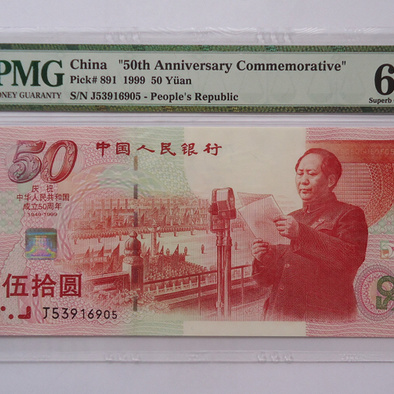 PMG China "50th Anniversary Commemorative" 6
MONEY GUARANTY Pick# 891 1999 50 Yüan Superb
S/N J53916905 - People's Republic
50 中国人民银行
庆祝
中华人民共和国
成立50周年
1949-1999
伍拾圆
J53916905